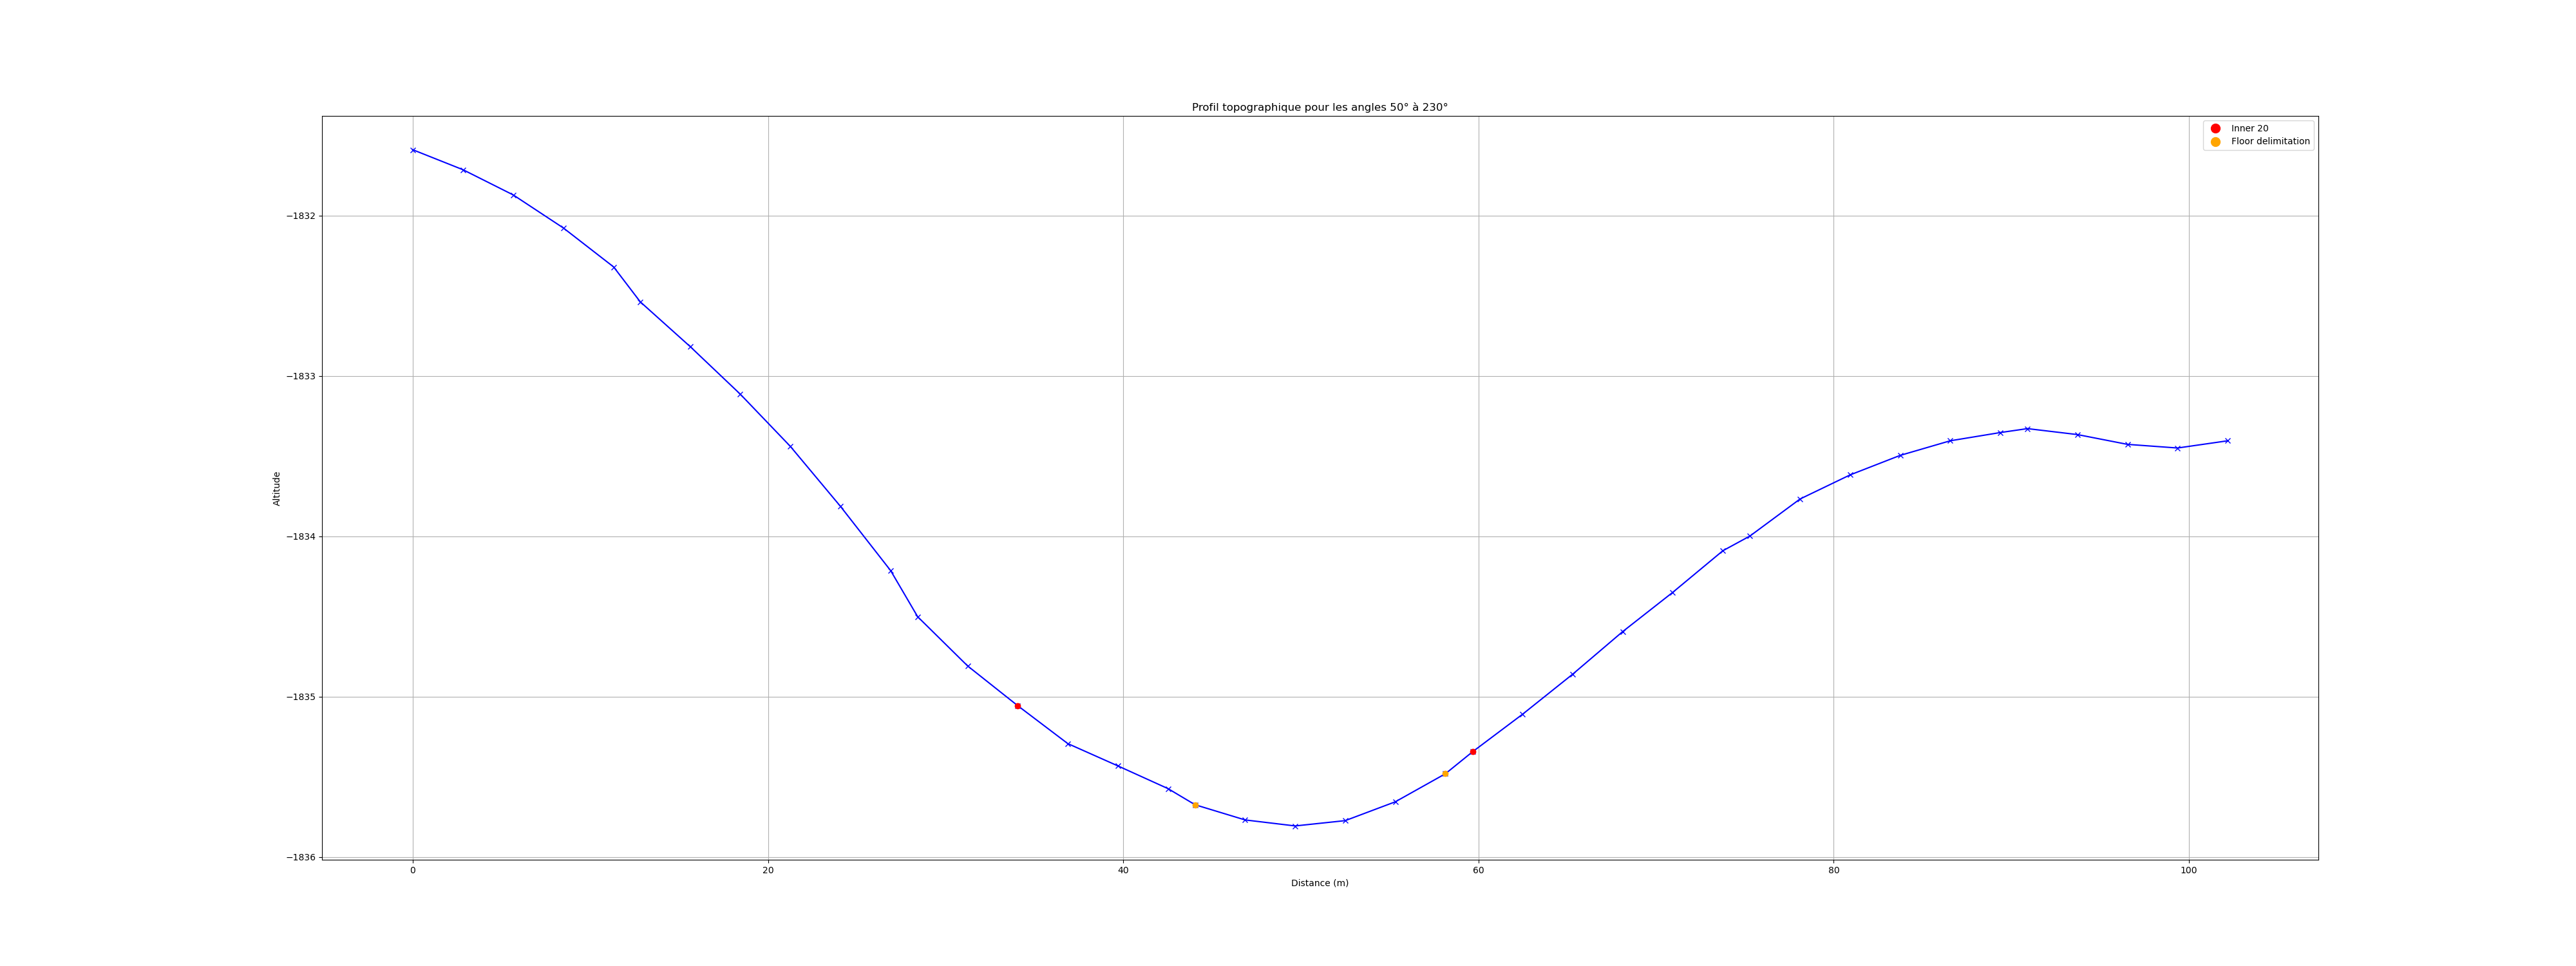 Profil topographique pour les angles 50° à 230°
Inner 20
Floor delimitation
−1832
−1833
−1834
−1835
−1836
Altitude
0 20 40 60 80 100
Distance (m)